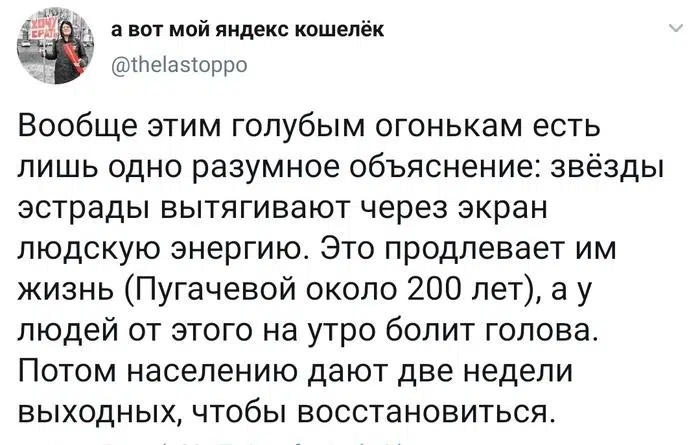 а вот мой яндекс кошелёк
@thelastoppo
Вообще этим голубым огонькам есть
лишь одно разумное объяснение: звёзды
эстрады вытягивают через экран
людскую энергию. Это продлевает им
жизнь (Пугачевой около 200 лет), а у
людей от этого на утро болит голова.
Потом населению дают две недели
выходных, чтобы восстановиться.